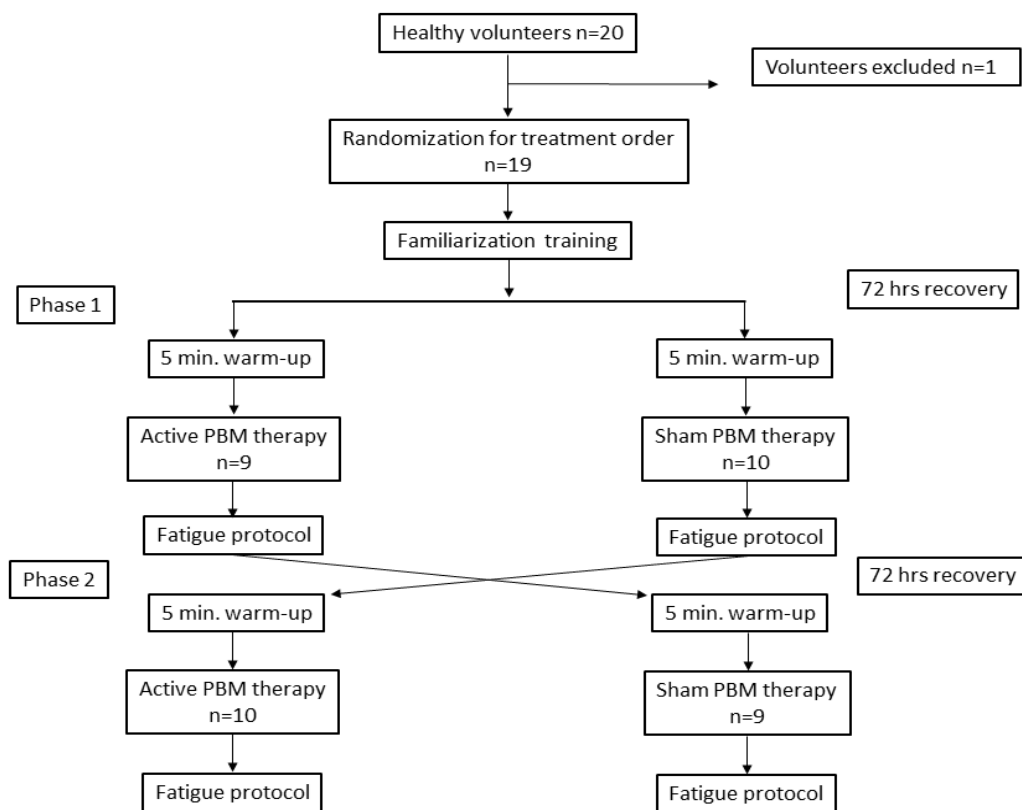 Healthy volunteers n=20
Volunteers excluded n=1
Randomization for treatment order
n=19
Familiarization training
Phase 1
72 hrs recovery
5 min. warm-up
5 min. warm-up
Active PBM therapy
n=9
Sham PBM therapy
n=10
Fatigue protocol
Fatigue protocol
Phase 2
72 hrs recovery
5 min. warm-up
5 min. warm-up
Active PBM therapy
n=10
Sham PBM therapy
n=9
Fatigue protocol
Fatigue protocol